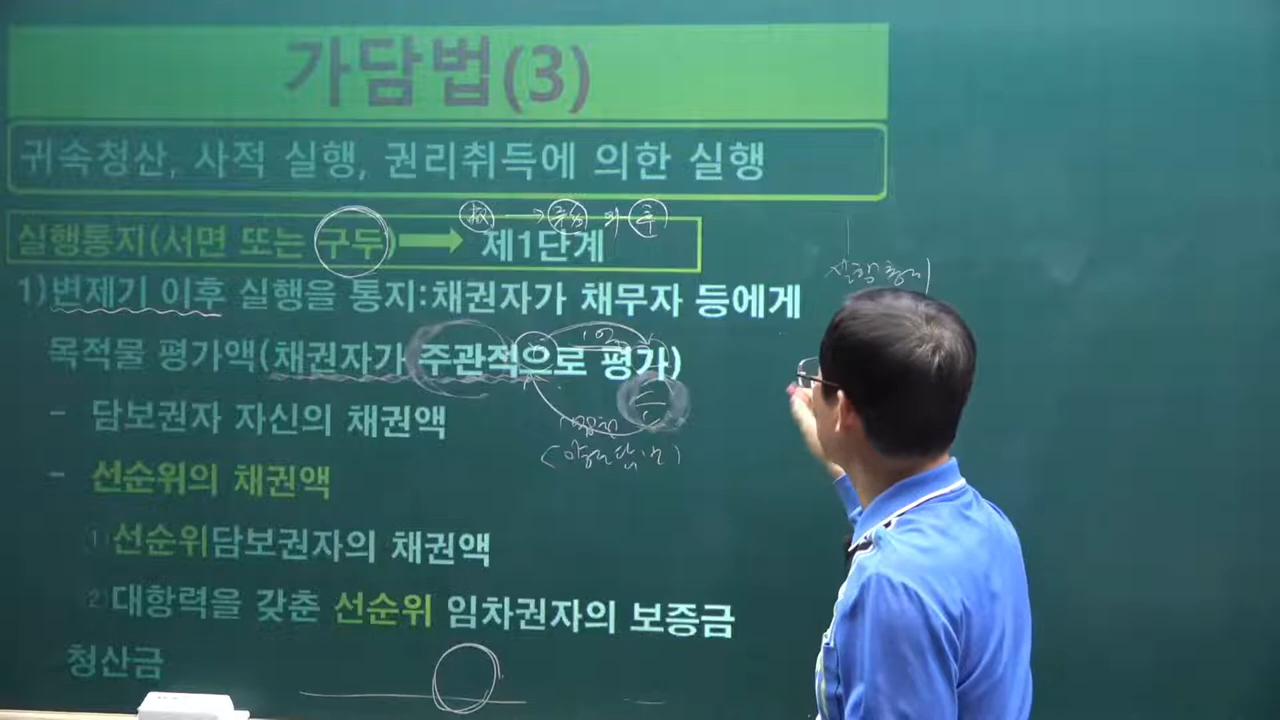 가담법(3)
귀속청산, 사적 실행, 권리취득에 의한 실행
실행통지(서면 또는 구두) 제1단계
1)변제기 이후 실행을 통지:채권자가 채무자 등에게
목적물 평가액(채권자가 주관적으로 평가)
- 담보권자 자신의 채권액
- 선순위의 채권액
①선순위담보권자의 채권액
②대항력을 갖춘 선순위 임차권자의 보증금
청산금